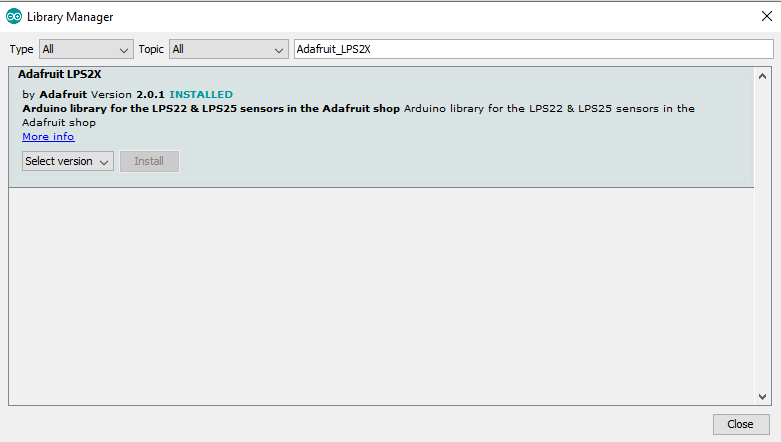 Library Manager
Type All Topic All Adafruit_LPS2X
Adafruit LPS2X
by Adafruit Version 2.0.1 INSTALLED
Arduino library for the LPS22 & LPS25 sensors in the Adafruit shop Arduino library for the LPS22 & LPS25 sensors in the
Adafruit shop
More info
Select version Install
Close